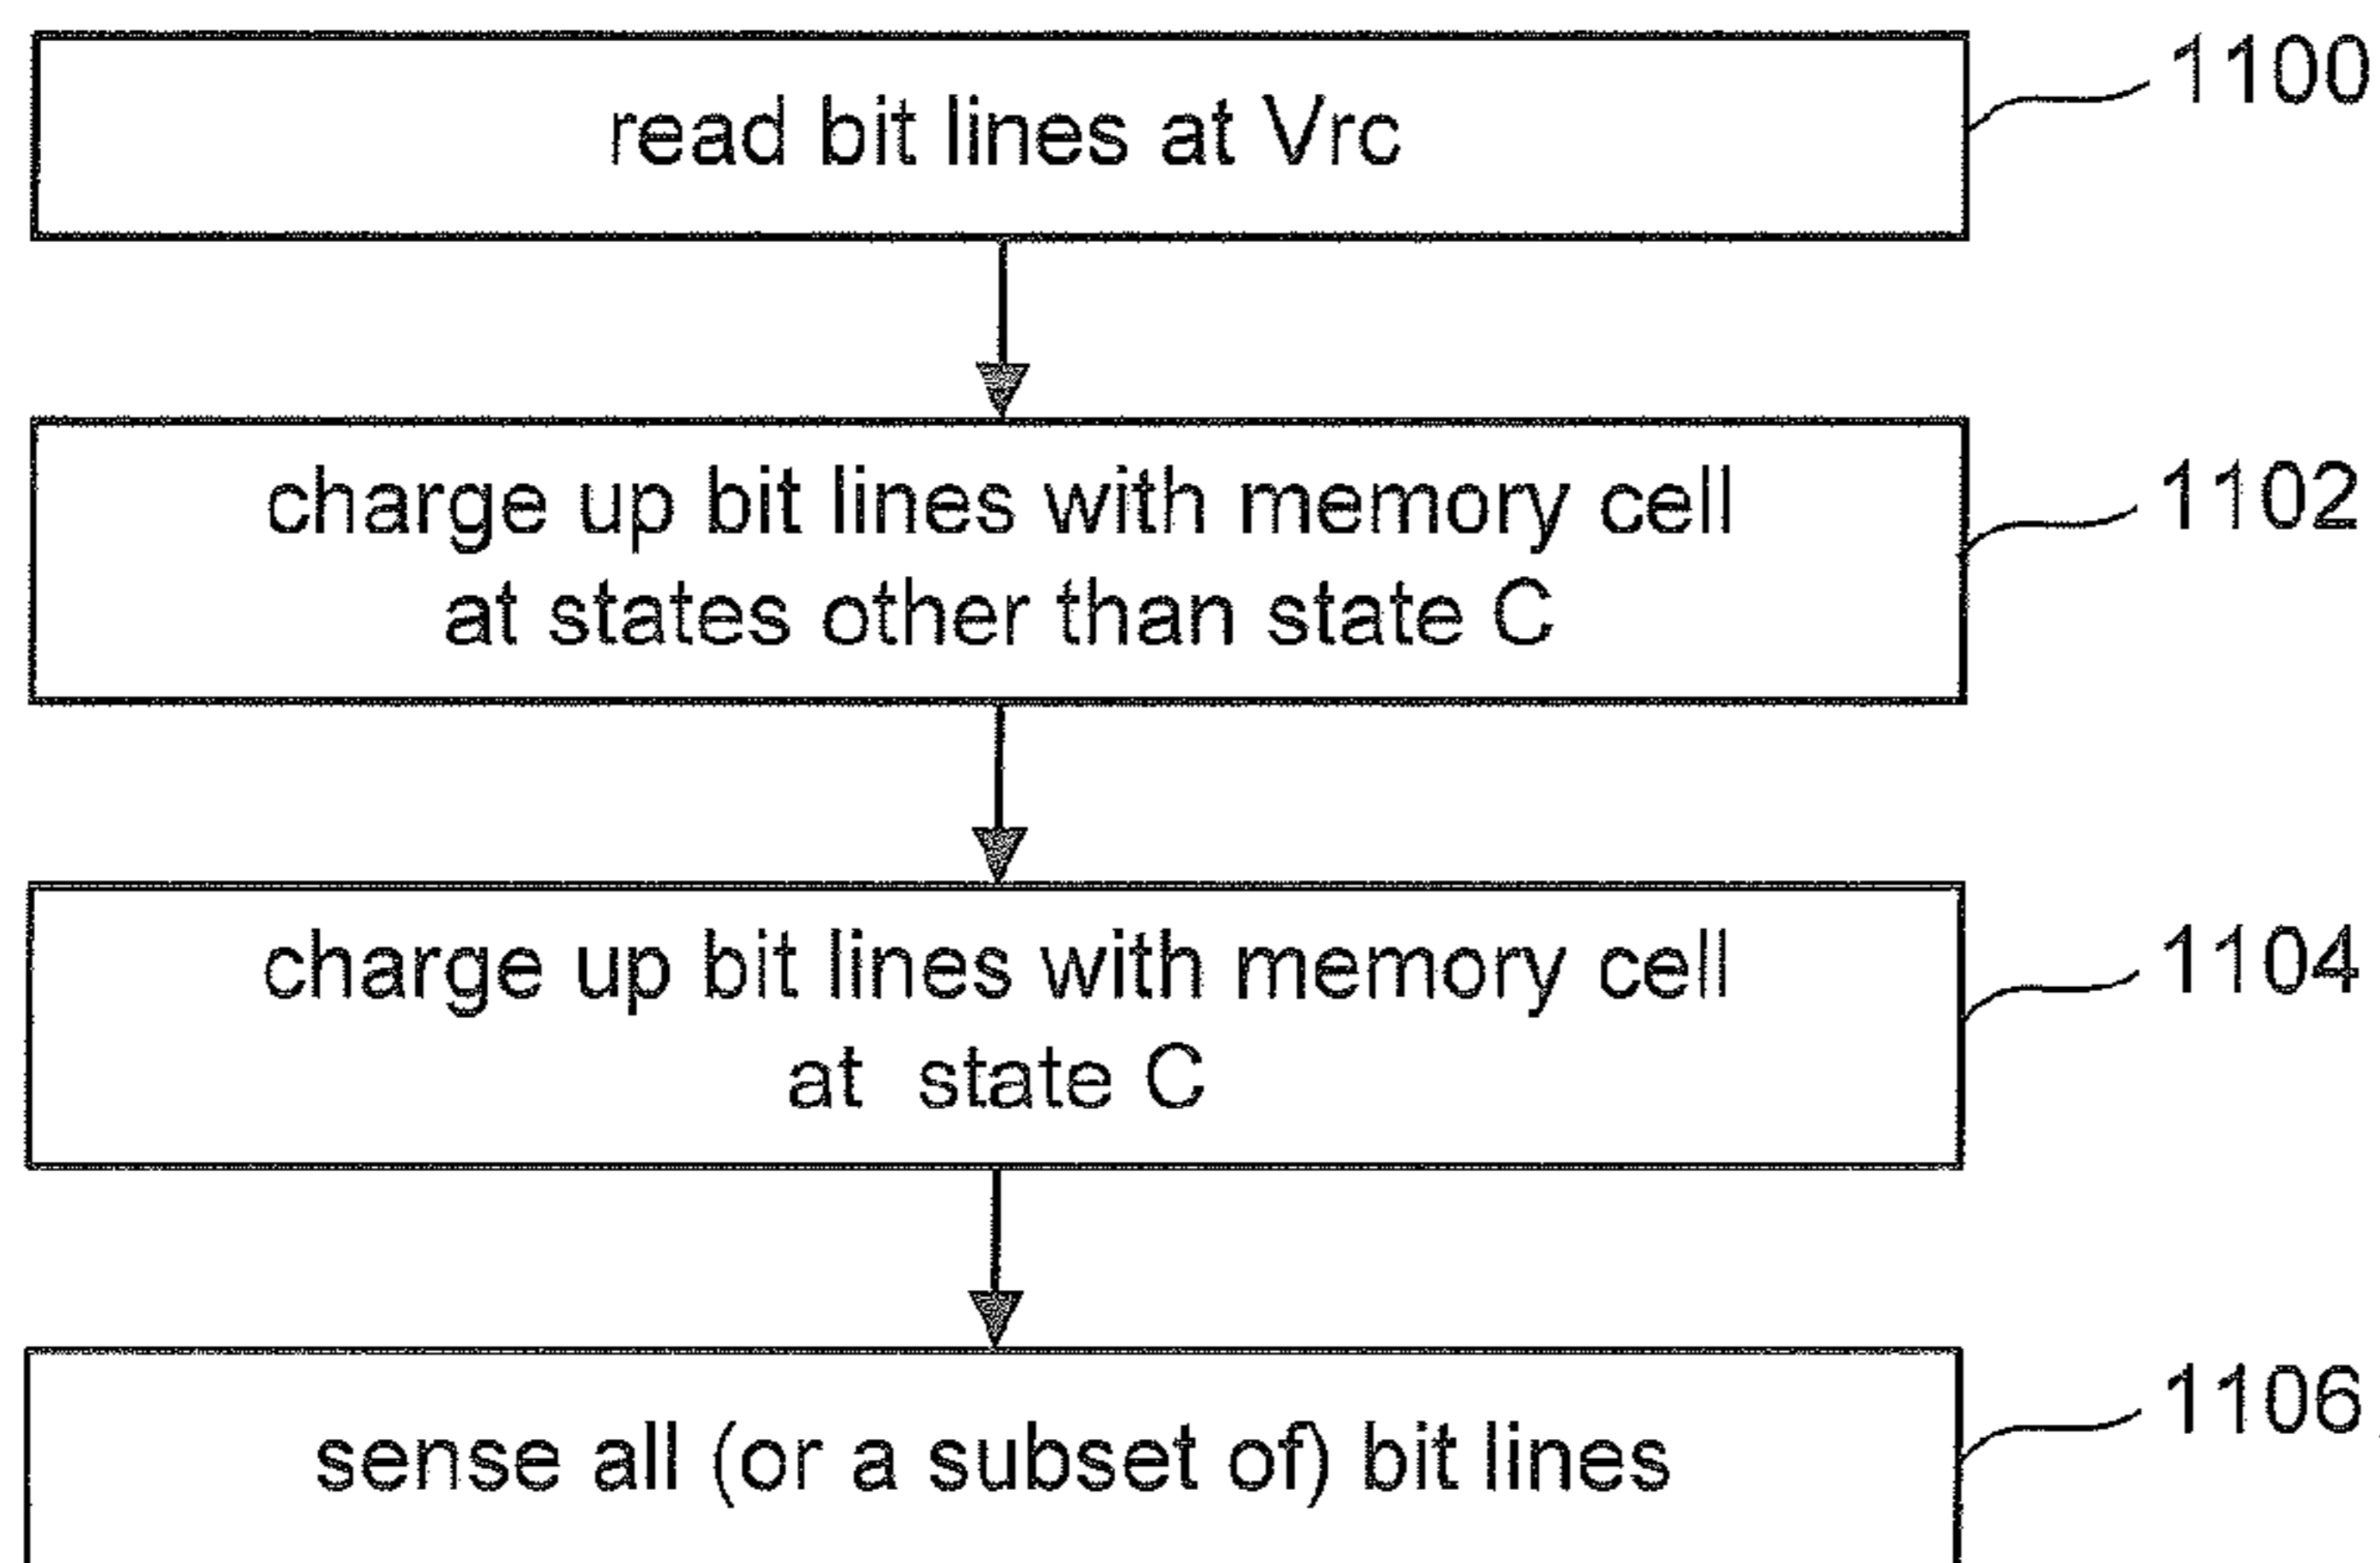 read bit lines at Vrc
1100
charge up bit lines with memory cell
at states other than state C
1102
charge up bit lines with memory cell
at state C
1104
sense all (or a subset of) bit lines
1106